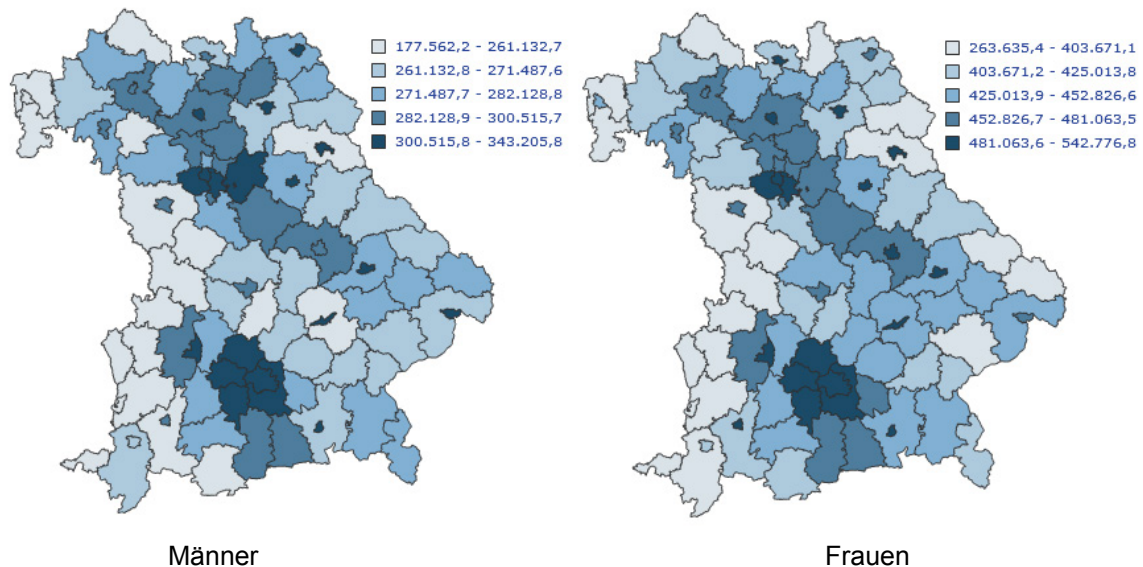 177.562,2 - 261.132,7
261.132,8 - 271.487,6
271.487,7 - 282.128,8
282.128,9 - 300.515,7
300.515,8 - 343.205,8
263.635,4 - 403.671,1
403.671,2 - 425.013,8
425.013,9 - 452.826,6
452.826,7 - 481.063,5
481.063,6 - 542.776,8
Männer
Frauen